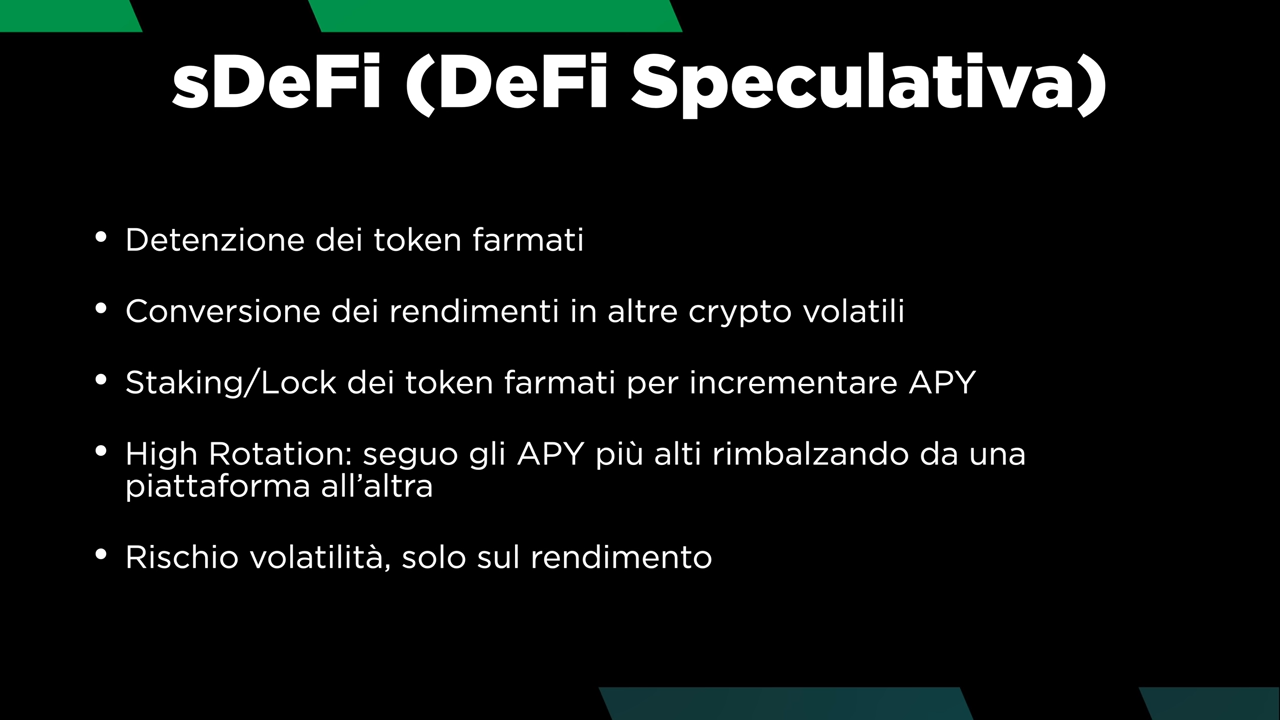 sDeFi (DeFi Speculativa)
• Detenzione dei token farmati
• Conversione dei rendimenti in altre crypto volatili
• Staking/Lock dei token farmati per incrementare APY
• High Rotation: seguo gli APY più alti rimbalzando da una
piattaforma all’altra
• Rischio volatilità, solo sul rendimento